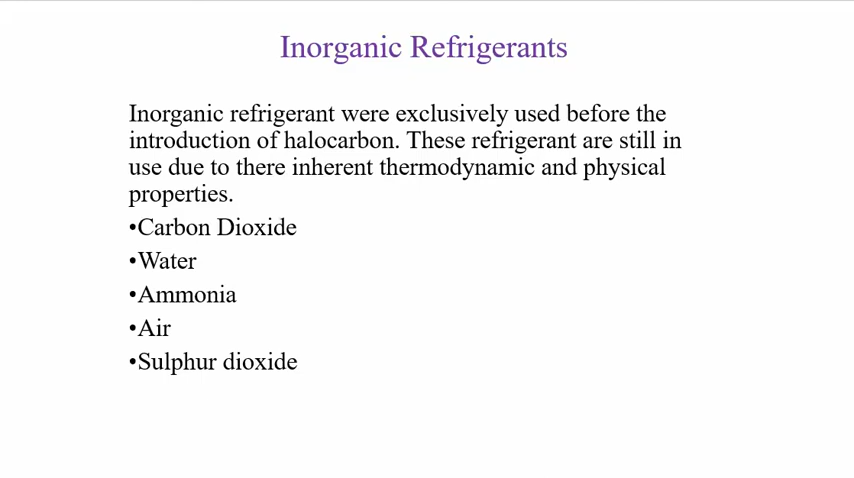 Inorganic Refrigerants
Inorganic refrigerant were exclusively used before the
introduction of halocarbon. These refrigerant are still in
use due to there inherent thermodynamic and physical
properties.
•Carbon Dioxide
•Water
•Ammonia
•Air
•Sulphur dioxide